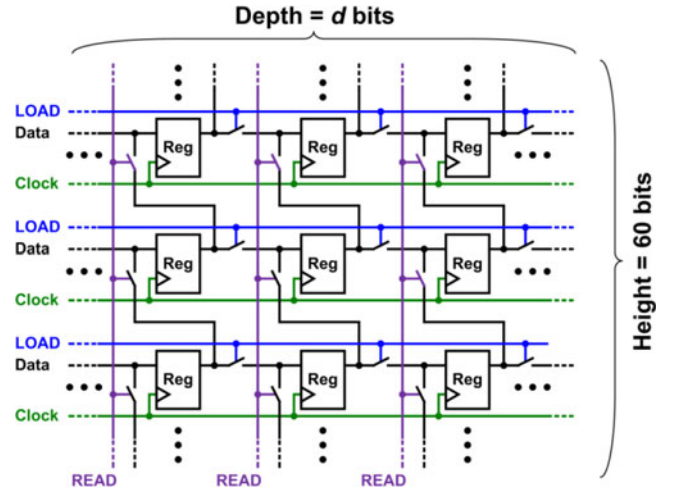 Depth = d bits
LOAD
Data
Reg Reg Reg
Clock
LOAD
Data
Reg Reg Reg
Clock
LOAD
Data
Reg Reg Reg
Clock
READ READ READ
Height = 60 bits